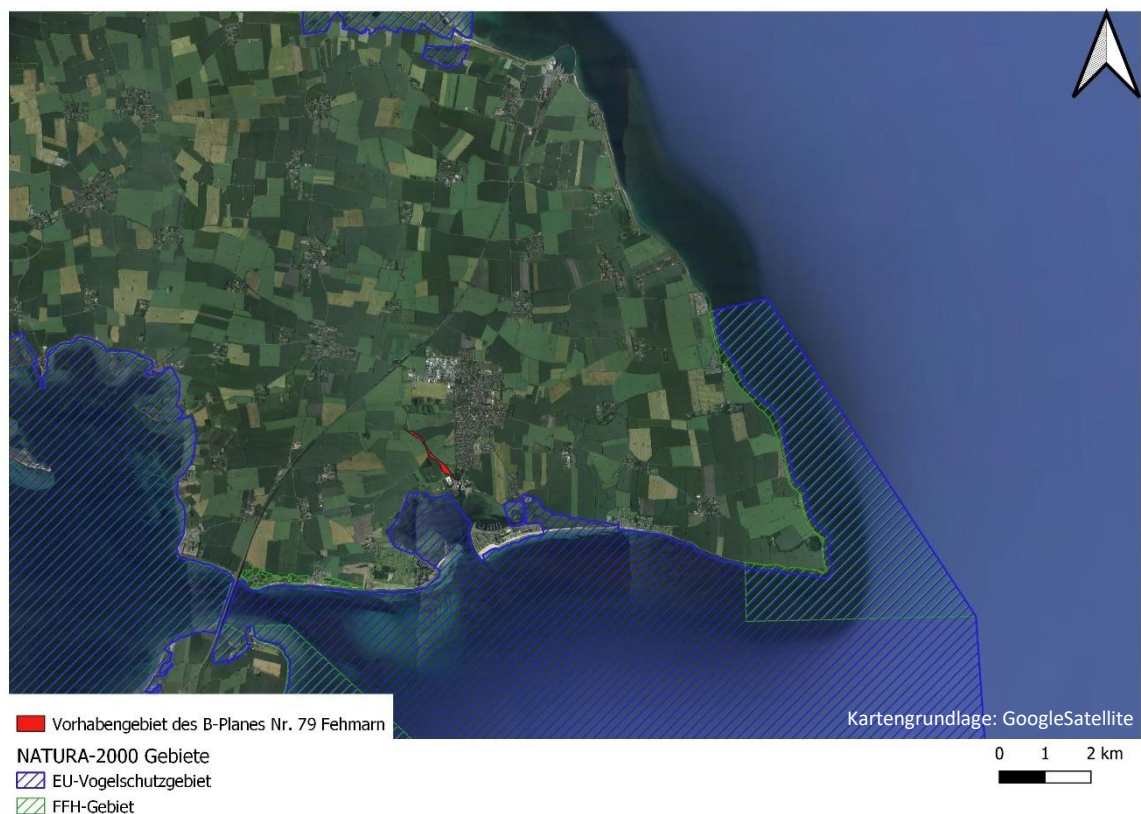 Kartengrundlage: GoogleSatellite
Vorhabengebiet des B-Planes Nr. 79 Fehmarn
NATURA-2000 Gebiete
EU-Vogelschutzgebiet
FFH-Gebiet
0 1 2 km